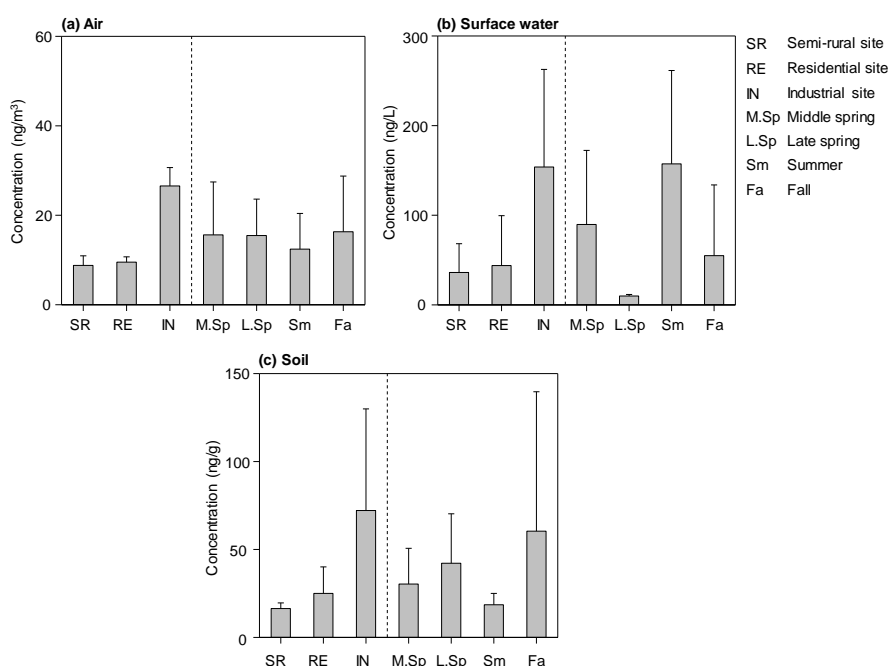 (a) Air
Concentration (ng/m³)
60
40
20
0
SR RE IN M.Sp L.Sp Sm Fa
(b) Surface water
Concentration (ng/L)
300
200
100
0
SR RE IN M.Sp L.Sp Sm Fa
SR Semi-rural site
RE Residential site
IN Industrial site
M.Sp Middle spring
L.Sp Late spring
Sm Summer
Fa Fall
(c) Soil
Concentration (ng/g)
150
100
50
0
SR RE IN M.Sp L.Sp Sm Fa